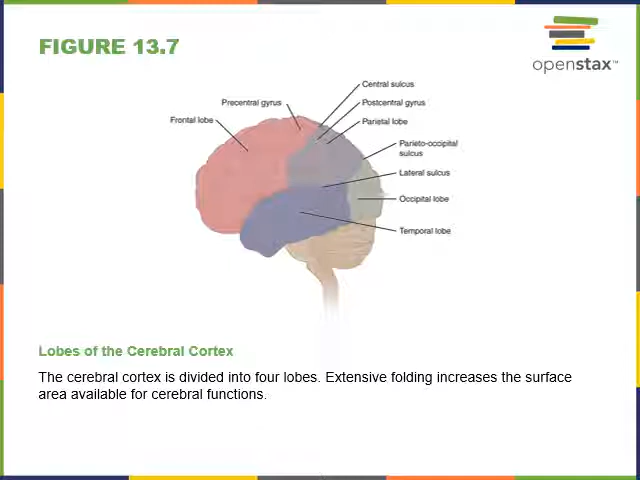 FIGURE 13.7
openstax™
Central sulcus
Precentral gyrus
Postcentral gyrus
Frontal lobe
Parietal lobe
Parieto-occipital
sulcus
Lateral sulcus
Occipital lobe
Temporal lobe
Lobes of the Cerebral Cortex
The cerebral cortex is divided into four lobes. Extensive folding increases the surface
area available for cerebral functions.